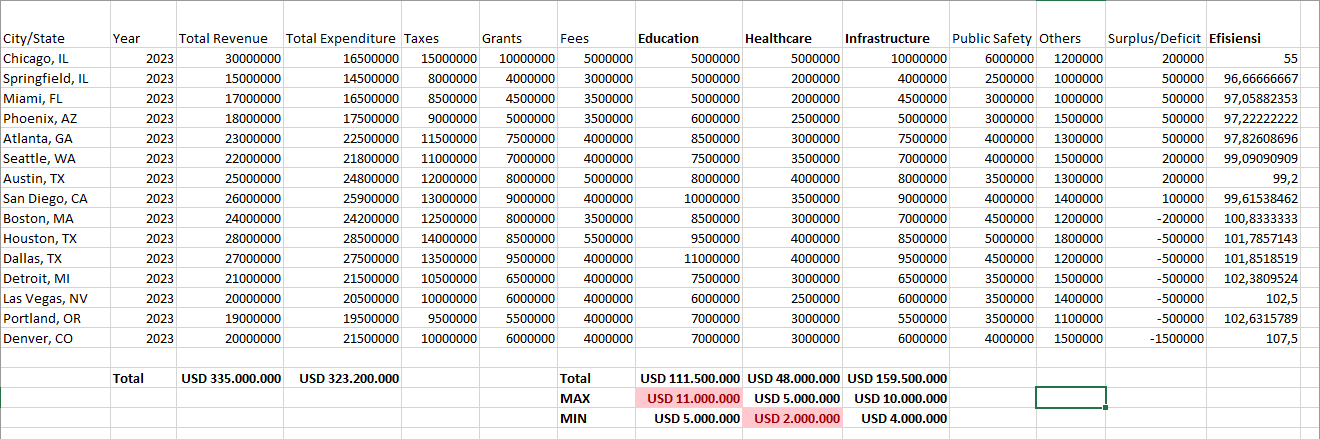 City/State Year Total Revenue Total Expenditure Taxes Grants Fees Education Healthcare Infrastructure Public Safety Others Surplus/Deficit Efisiensi
Chicago, IL 2023 30000000 16500000 15000000 10000000 5000000 5000000 5000000 10000000 6000000 1200000 200000 55
Springfield, IL 2023 15000000 14500000 8000000 4000000 3000000 5000000 2000000 4000000 2500000 1000000 500000 96,66666667
Miami, FL 2023 17000000 16500000 8500000 4500000 3500000 5000000 2000000 4500000 3000000 1000000 500000 97,05882353
Phoenix, AZ 2023 18000000 17500000 9000000 5000000 3500000 6000000 2500000 5000000 3000000 1500000 500000 97,22222222
Atlanta, GA 2023 23000000 22500000 11500000 7500000 4000000 8500000 3000000 7500000 4000000 1300000 500000 97,82608696
Seattle, WA 2023 22000000 21800000 11000000 7000000 4000000 7500000 3500000 7000000 4000000 1500000 200000 99,09090909
Austin, TX 2023 25000000 24800000 12000000 8000000 5000000 8000000 4000000 8000000 3500000 1300000 200000 99,2
San Diego, CA 2023 26000000 25900000 13000000 9000000 4000000 10000000 3500000 9000000 4000000 1400000 100000 99,61538462
Boston, MA 2023 24000000 24200000 12500000 8000000 3500000 8500000 3000000 7000000 4500000 1200000 -200000 100,8333333
Houston, TX 2023 28000000 28500000 14000000 8500000 5500000 9500000 4000000 8500000 5000000 1800000 -500000 101,7857143
Dallas, TX 2023 27000000 27500000 13500000 9500000 4000000 11000000 4000000 9500000 4500000 1200000 -500000 101,8518519
Detroit, MI 2023 21000000 21500000 10500000 6500000 4000000 7500000 3000000 6500000 3500000 1500000 -500000 102,3809524
Las Vegas, NV 2023 20000000 20500000 10000000 6000000 4000000 6000000 2500000 6000000 3500000 1400000 -500000 102,5
Portland, OR 2023 19000000 19500000 9500000 5500000 4000000 7000000 3000000 5500000 3500000 1100000 -500000 102,6315789
Denver, CO 2023 20000000 21500000 10000000 6000000 4000000 7000000 3000000 6000000 4000000 1500000 -1500000 107,5
Total USD 335.000.000 USD 323.200.000 Total USD 111.500.000 USD 48.000.000 USD 159.500.000
MAX USD 11.000.000 USD 5.000.000 USD 10.000.000
MIN USD 5.000.000 USD 2.000.000 USD 4.000.000